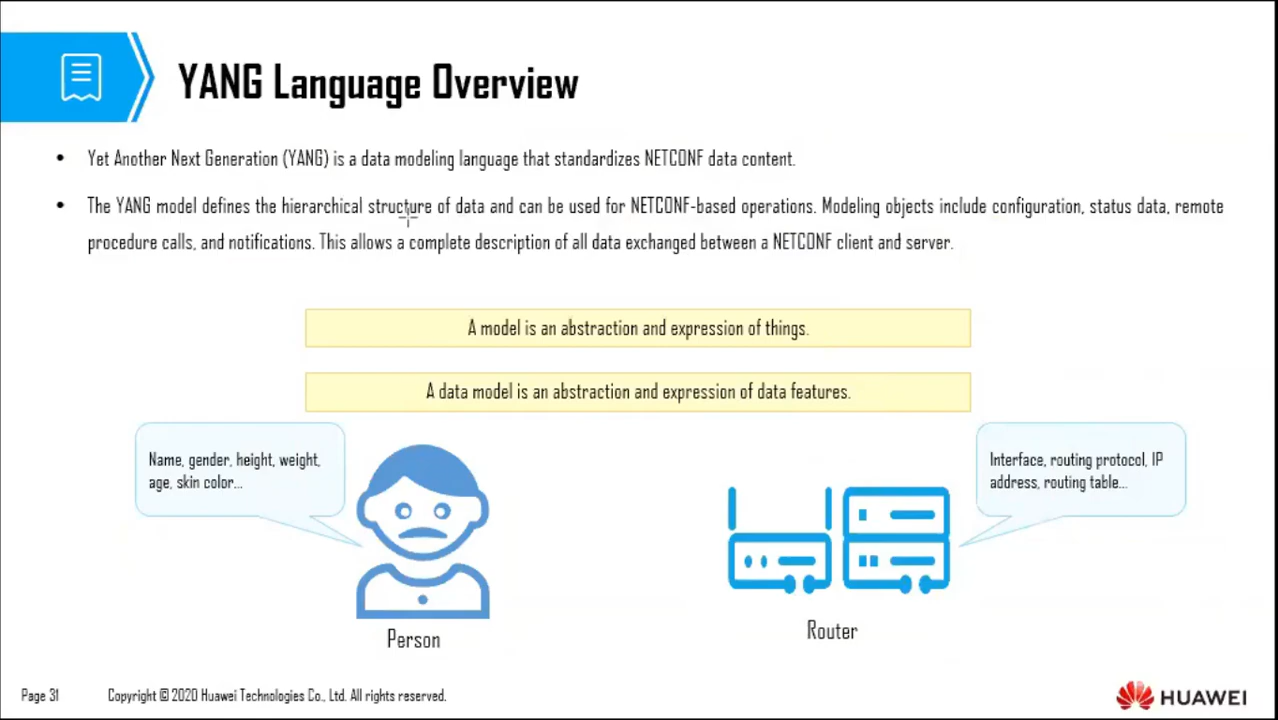 YANG Language Overview
• Yet Another Next Generation (YANG) is a data modeling language that standardizes NETCONF data content.
• The YANG model defines the hierarchical structure of data and can be used for NETCONF-based operations. Modeling objects include configuration, status data, remote
procedure calls, and notifications. This allows a complete description of all data exchanged between a NETCONF client and server.
A model is an abstraction and expression of things.
A data model is an abstraction and expression of data features.
Name, gender, height, weight,
age, skin color...
Interface, routing protocol, IP
address, routing table...
Person
Router
Page 31
Copyright © 2020 Huawei Technologies Co., Ltd. All rights reserved.
HUAWEI